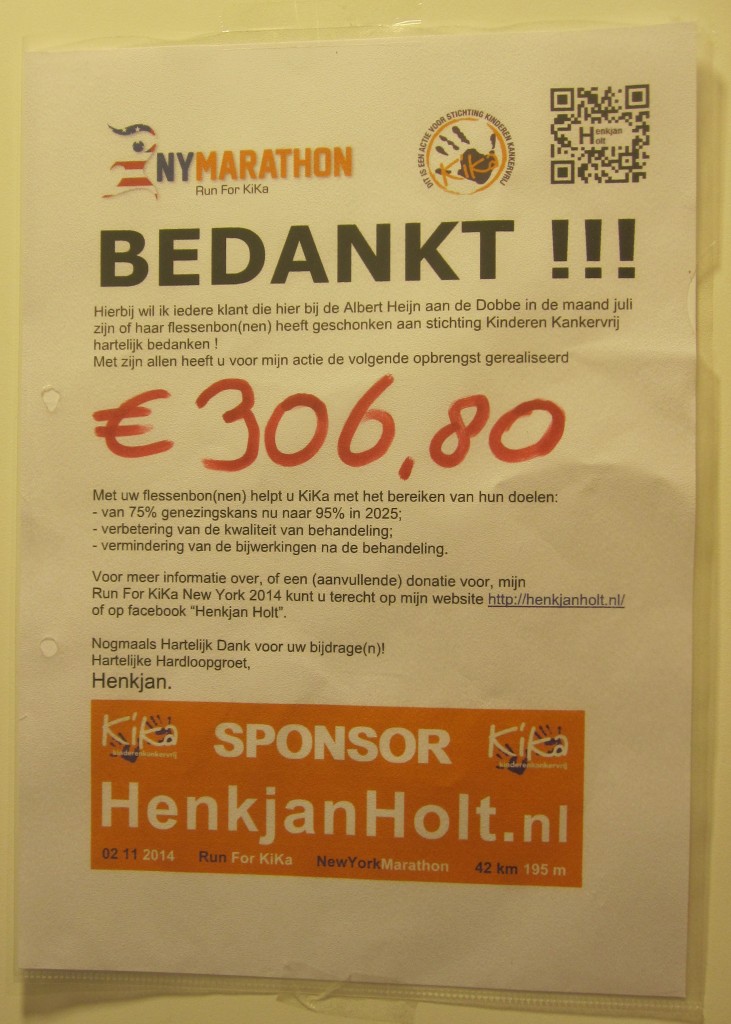 NYMARATHON
Run For KiKa
DIT IS EEN ACTIE VOOR STICHTING KINDEREN KANKERVRIJ
KiKa
Henkjan
Holt
BEDANKT !!!
Hierbij wil ik iedere klant die hier bij de Albert Heijn aan de Dobbe in de maand juli
zijn of haar flessenbon(nen) heeft geschonken aan stichting Kinderen Kankervrij
hartelijk bedanken !
Met zijn allen heeft u voor mijn actie de volgende opbrengst gerealiseerd
€ 306,80
Met uw flessenbon(nen) helpt u KiKa met het bereiken van hun doelen:
- van 75% genezingskans nu naar 95% in 2025;
- verbetering van de kwaliteit van behandeling;
- vermindering van de bijwerkingen na de behandeling.
Voor meer informatie over, of een (aanvullende) donatie voor, mijn
Run For KiKa New York 2014 kunt u terecht op mijn website http://henkjanholt.nl/
of op facebook “Henkjan Holt”.
Nogmaals Hartelijk Dank voor uw bijdrage(n)!
Hartelijke Hardloopgroet,
Henkjan.
KiKa
kinderenkankervrij
SPONSOR
KiKa
kinderenkankervrij
HenkjanHolt.nl
02 11 2014 Run For KiKa NewYorkMarathon 42 km 195 m